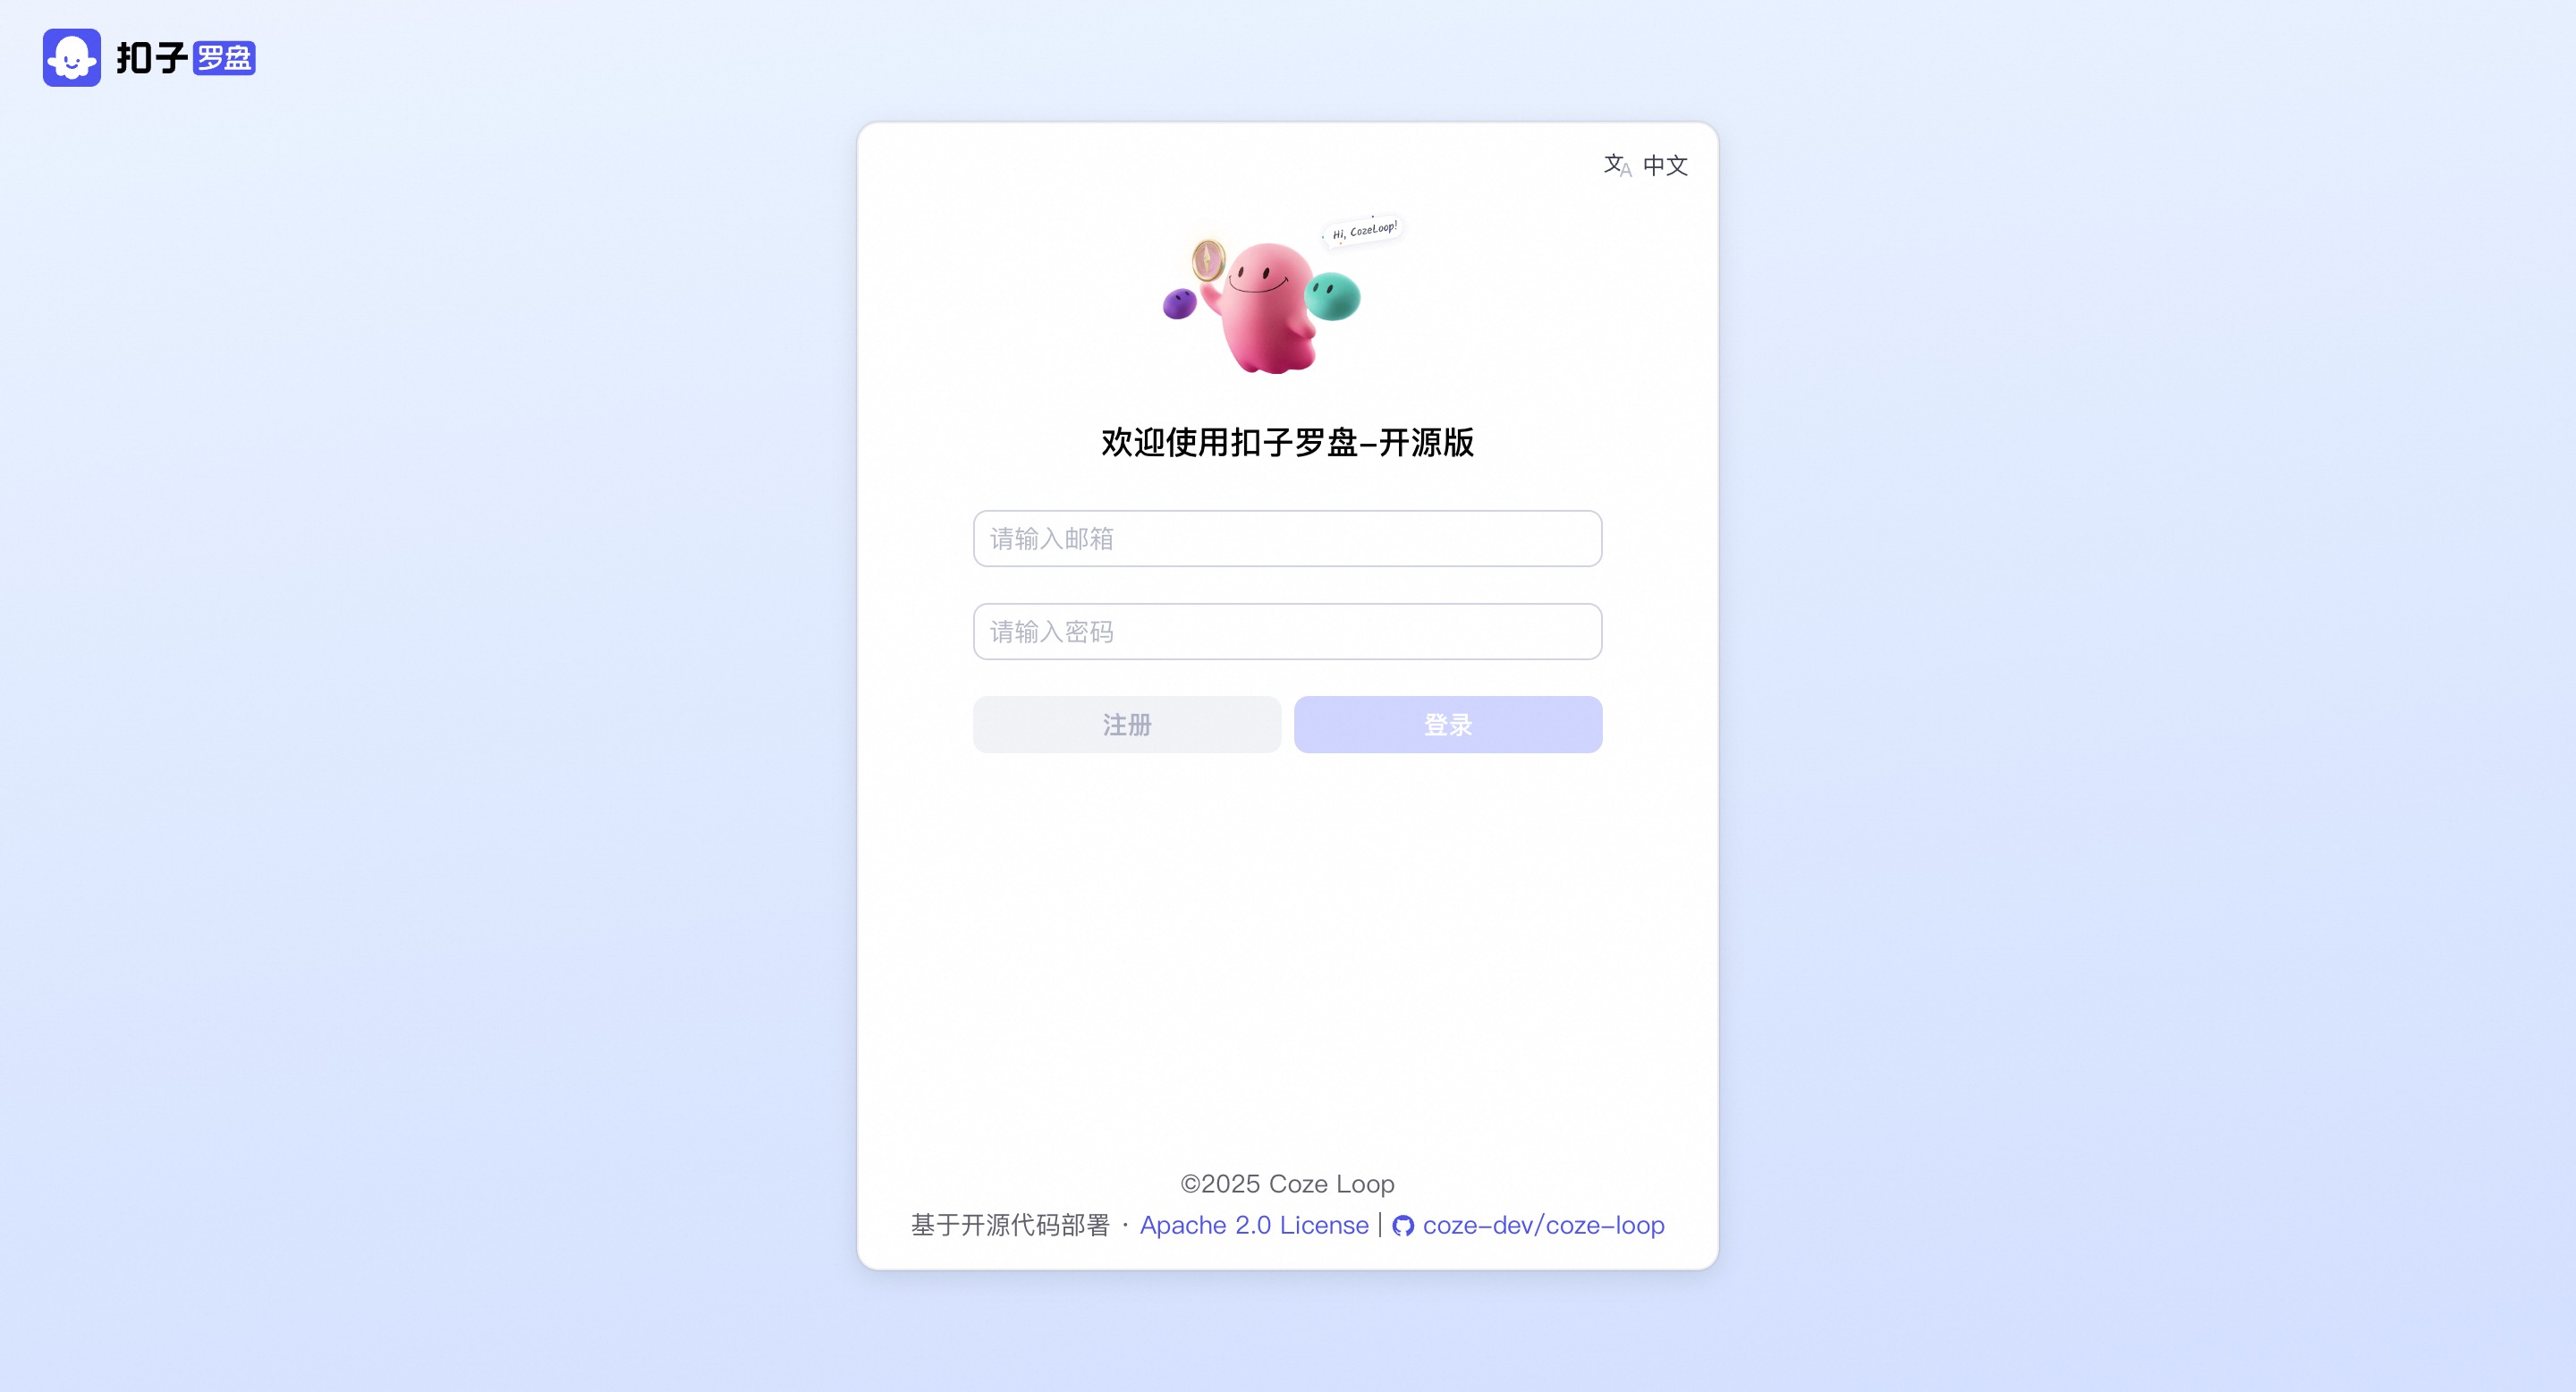 扣子罗盘
文A 中文
Hi, CozeLoop!
欢迎使用扣子罗盘-开源版
请输入邮箱
请输入密码
注册 登录
©2025 Coze Loop
基于开源代码部署 · Apache 2.0 License | coze-dev/coze-loop